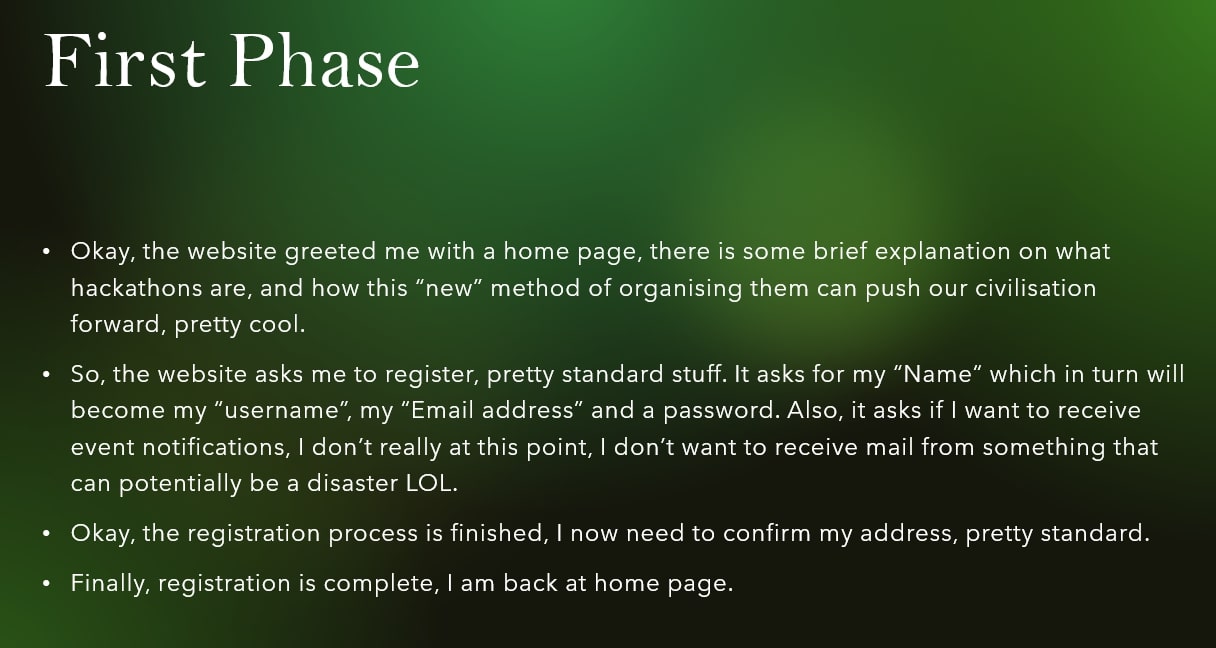 First Phase
• Okay, the website greeted me with a home page, there is some brief explanation on what
hackathons are, and how this “new” method of organising them can push our civilisation
forward, pretty cool.
• So, the website asks me to register, pretty standard stuff. It asks for my “Name“ which in turn will
become my “username”, my “Email address” and a password. Also, it asks if I want to receive
event notifications, I don’t really at this point, I don’t want to receive mail from something that
can potentially be a disaster LOL.
• Okay, the registration process is finished, I now need to confirm my address, pretty standard.
• Finally, registration is complete, I am back at home page.